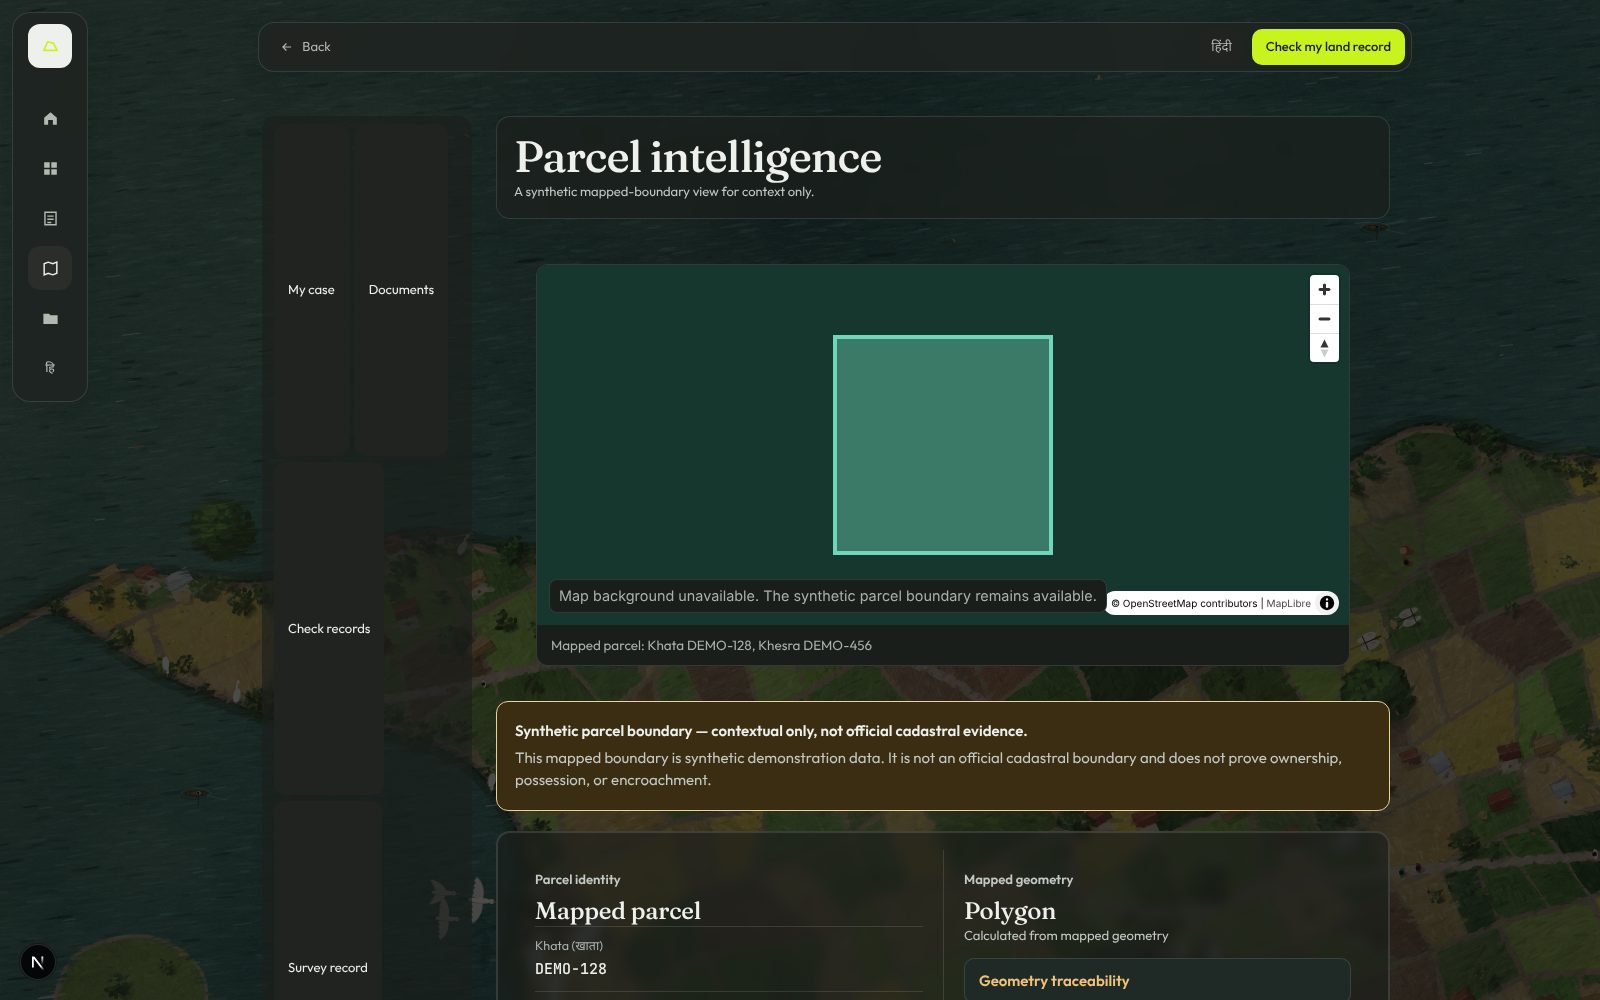 Back
हिंदी
Check my land record
हि
My case
Documents
Check records
Survey record
Parcel intelligence
A synthetic mapped-boundary view for context only.
Map background unavailable. The synthetic parcel boundary remains available.
© OpenStreetMap contributors | MapLibre
Mapped parcel: Khata DEMO-128, Khesra DEMO-456
Synthetic parcel boundary — contextual only, not official cadastral evidence.
This mapped boundary is synthetic demonstration data. It is not an official cadastral boundary and does not prove ownership,
possession, or encroachment.
Parcel identity
Mapped parcel
Khata (खाता)
DEMO-128
Mapped geometry
Polygon
Calculated from mapped geometry
Geometry traceability
N